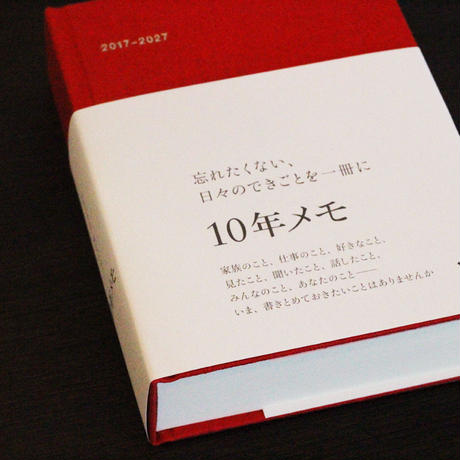 2017-2027
忘れたくない、
日々のできごとを一冊に
10年メモ
家族のこと、仕事のこと、好きなこと、
見たこと、聞いたこと、話したこと、
みんなのこと、あなたのこと──
いま、書きとめておきたいことはありませんか